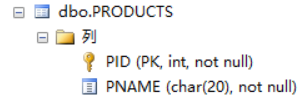 dbo.PRODUCTS
列
PID (PK, int, not null)
PNAME (char(20), not null)